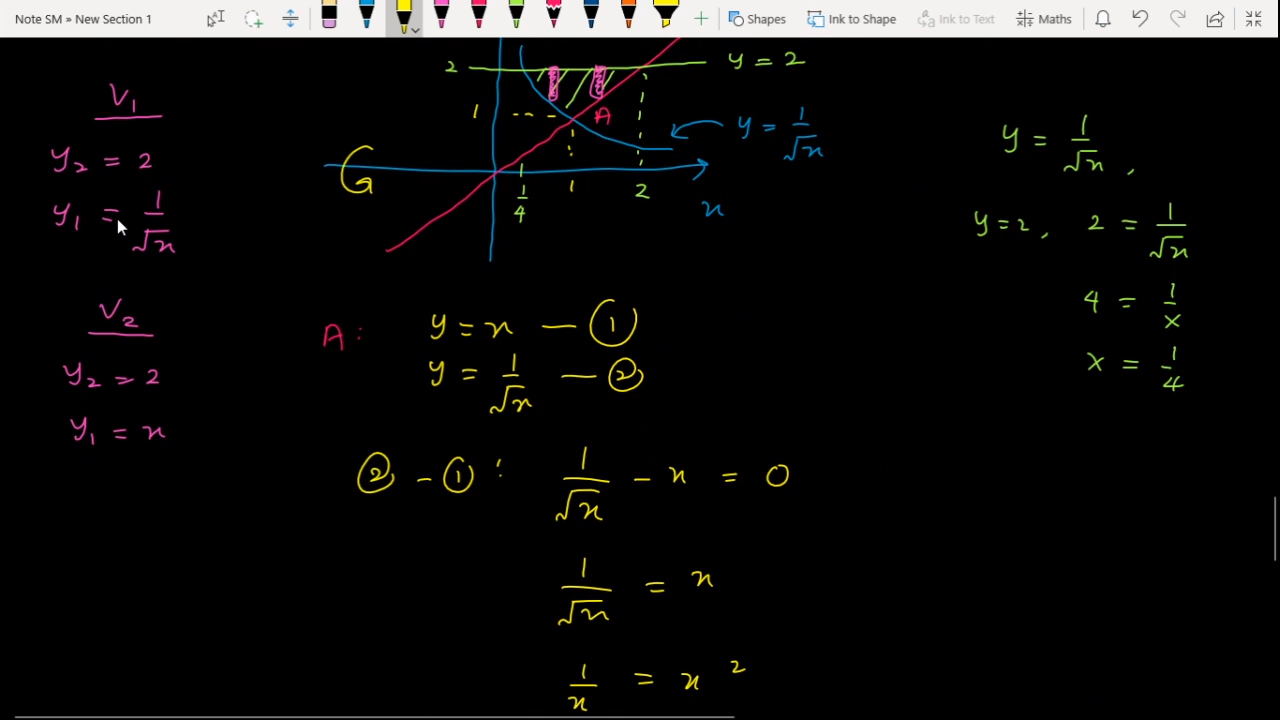 Note SM » New Section 1
Shapes
Ink to Shape
Ink to Text
Maths
2
y = 2
1
A
y = 1/√x
1/4
1
2
x
V₁
y₂ = 2
y₁ = 1/√x
V₂
y₂ = 2
y₁ = x
A:
y = x — ①
y = 1/√x — ②
② - ① : 1/√x - x = 0
1/√x = x
1/x = x²
y = 1/√x ,
y=2 , 2 = 1/√x
4 = 1/x
x = 1/4